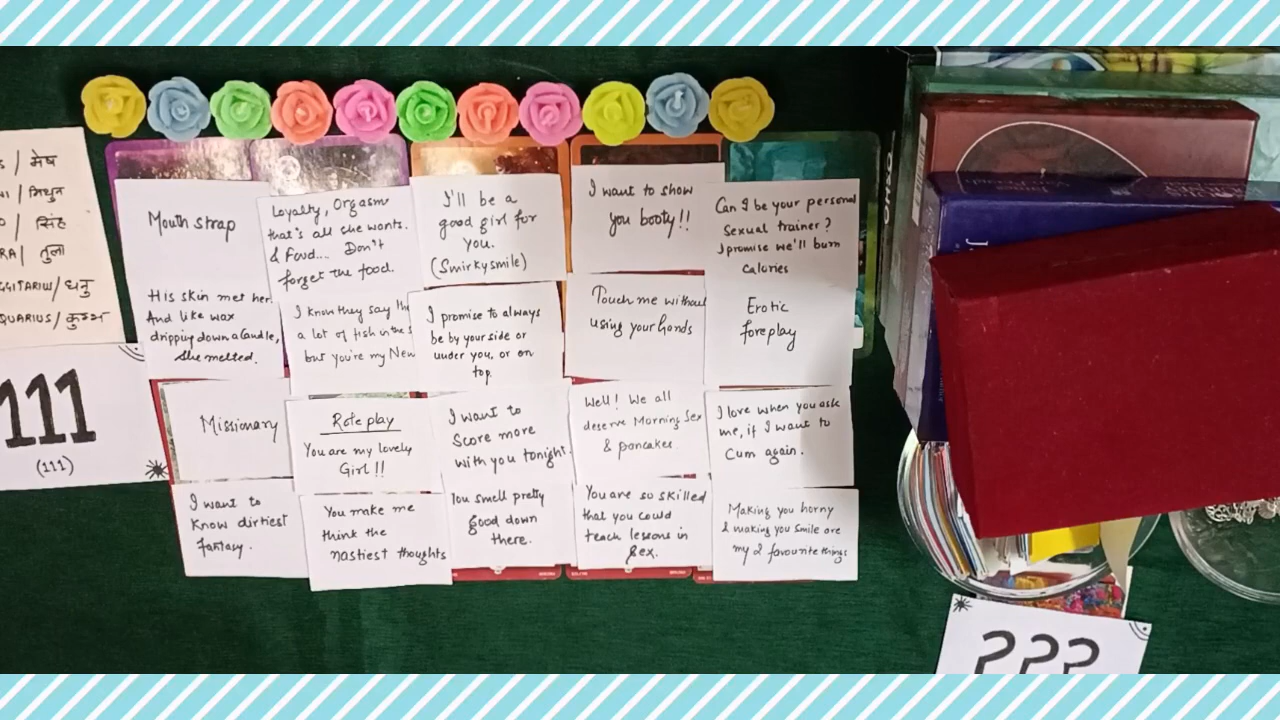 / मेष
/ मिथुन
/ सिंह
RA / तुला
GGITARIUS / धनु
QUARIUS / कुम्भ
111
(111)
Mouth strap
Loyalty, Orgasm
that's all she wants.
& Food... Don't
forget the food.
I'll be a
good girl for
you.
(Smirkysmile)
I want to show
you booty!!
Can I be your personal
Sexual trainer?
I promise we'll burn
calories
His skin met her
And like wax
dripping down a Candle,
She melted.
I know they say th
a lot of fish in the s
but you're my
I promise to always
be by your side or
under you, or on
top.
Touch me without
using your hands
Erotic
foreplay
Missionary
Role play
You are my lovely
Girl!!
I want to
Score more
with you tonight.
Well! We all
deserve Morning Sex
& pancakes.
I love when you ask
me, if I want to
Cum again.
I want to
know dirtiest
fantasy.
You make me
think the
nastiest thoughts
You smell pretty
good down
there.
You are so skilled
that you could
teach lessons in
Sex.
Making you horny
& making you smile are
my 2 favourite things
OHSO
???